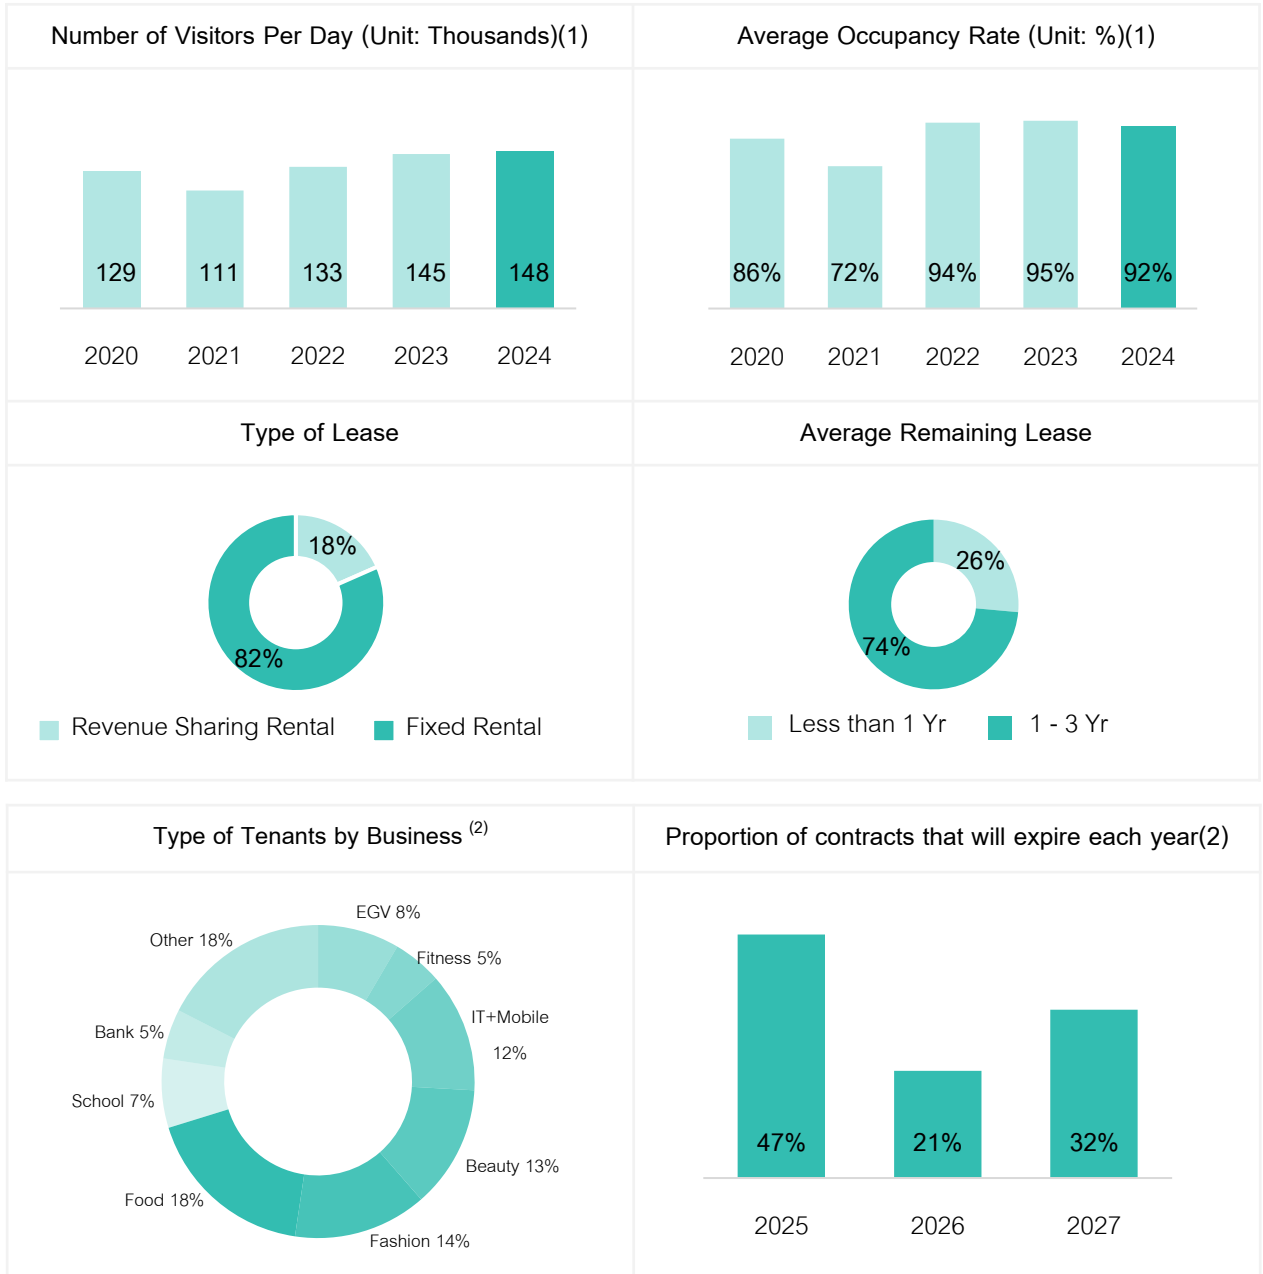 Number of Visitors Per Day (Unit: Thousands)(1)
Average Occupancy Rate (Unit: %)(1)
129
111
133
145
148
2020
2021
2022
2023
2024
86%
72%
94%
95%
92%
2020
2021
2022
2023
2024
Type of Lease
Average Remaining Lease
18%
82%
Revenue Sharing Rental
Fixed Rental
26%
74%
Less than 1 Yr
1 - 3 Yr
Type of Tenants by Business (2)
Proportion of contracts that will expire each year(2)
EGV 8%
Fitness 5%
IT+Mobile
12%
Beauty 13%
Fashion 14%
Food 18%
School 7%
Bank 5%
Other 18%
47%
21%
32%
2025
2026
2027